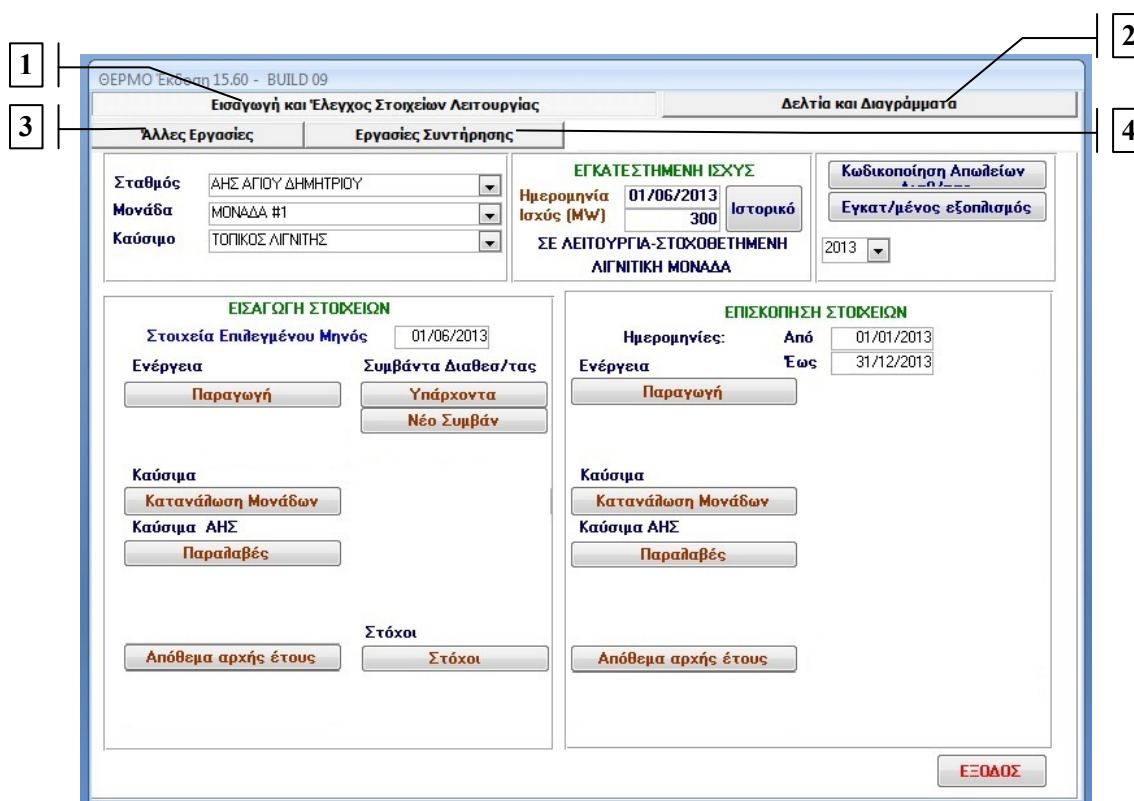 2
1
ΘΕΡΜΟ Έκδοση 15.60 - BUILD 09
Εισαγωγή και Έλεγχος Στοιχείων Λειτουργίας
Δελτία και Διαγράμματα
3
Άλλες Εργασίες
Εργασίες Συντήρησης
4
Σταθμός
ΑΗΣ ΑΓΙΟΥ ΔΗΜΗΤΡΙΟΥ
Μονάδα
ΜΟΝΑΔΑ #1
Καύσιμο
ΤΟΠΙΚΟΣ ΛΙΓΝΙΤΗΣ
ΕΓΚΑΤΕΣΤΗΜΕΝΗ ΙΣΧΥΣ
Ημερομηνία 01/06/2013
Ισχύς (MW) 300
Ιστορικό
ΣΕ ΛΕΙΤΟΥΡΓΙΑ-ΣΤΟΧΟΘΕΤΗΜΕΝΗ
ΛΙΓΝΙΤΙΚΗ ΜΟΝΑΔΑ
Κωδικοποίηση Απωλείων
Εγκατ/μένος εξοπλισμός
2013
ΕΙΣΑΓΩΓΗ ΣΤΟΙΧΕΙΩΝ
Στοιχεία Επιλεγμένου Μηνός 01/06/2013
Ενέργεια
Συμβάντα Διαθεσ/τας
Παραγωγή
Υπάρχοντα
Νέο Συμβάν
Καύσιμα
Κατανάλωση Μονάδων
Καύσιμα ΑΗΣ
Παραλαβές
Στόχοι
Απόθεμα αρχής έτους
Στόχοι
ΕΠΙΣΚΟΠΗΣΗ ΣΤΟΙΧΕΙΩΝ
Ημερομηνίες: Από 01/01/2013
Ενέργεια
Έως 31/12/2013
Παραγωγή
Καύσιμα
Κατανάλωση Μονάδων
Καύσιμα ΑΗΣ
Παραλαβές
Απόθεμα αρχής έτους
ΕΞΟΔΟΣ